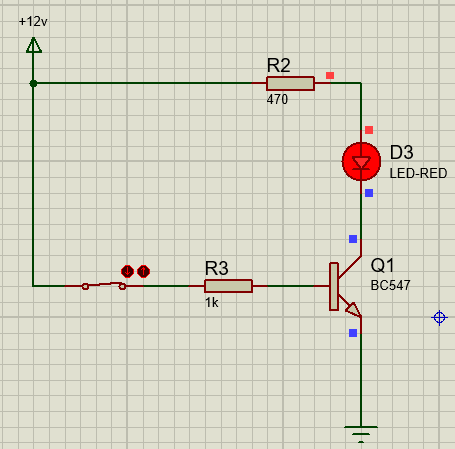 +12v
R2
470
D3
LED-RED
R3
1k
Q1
BC547